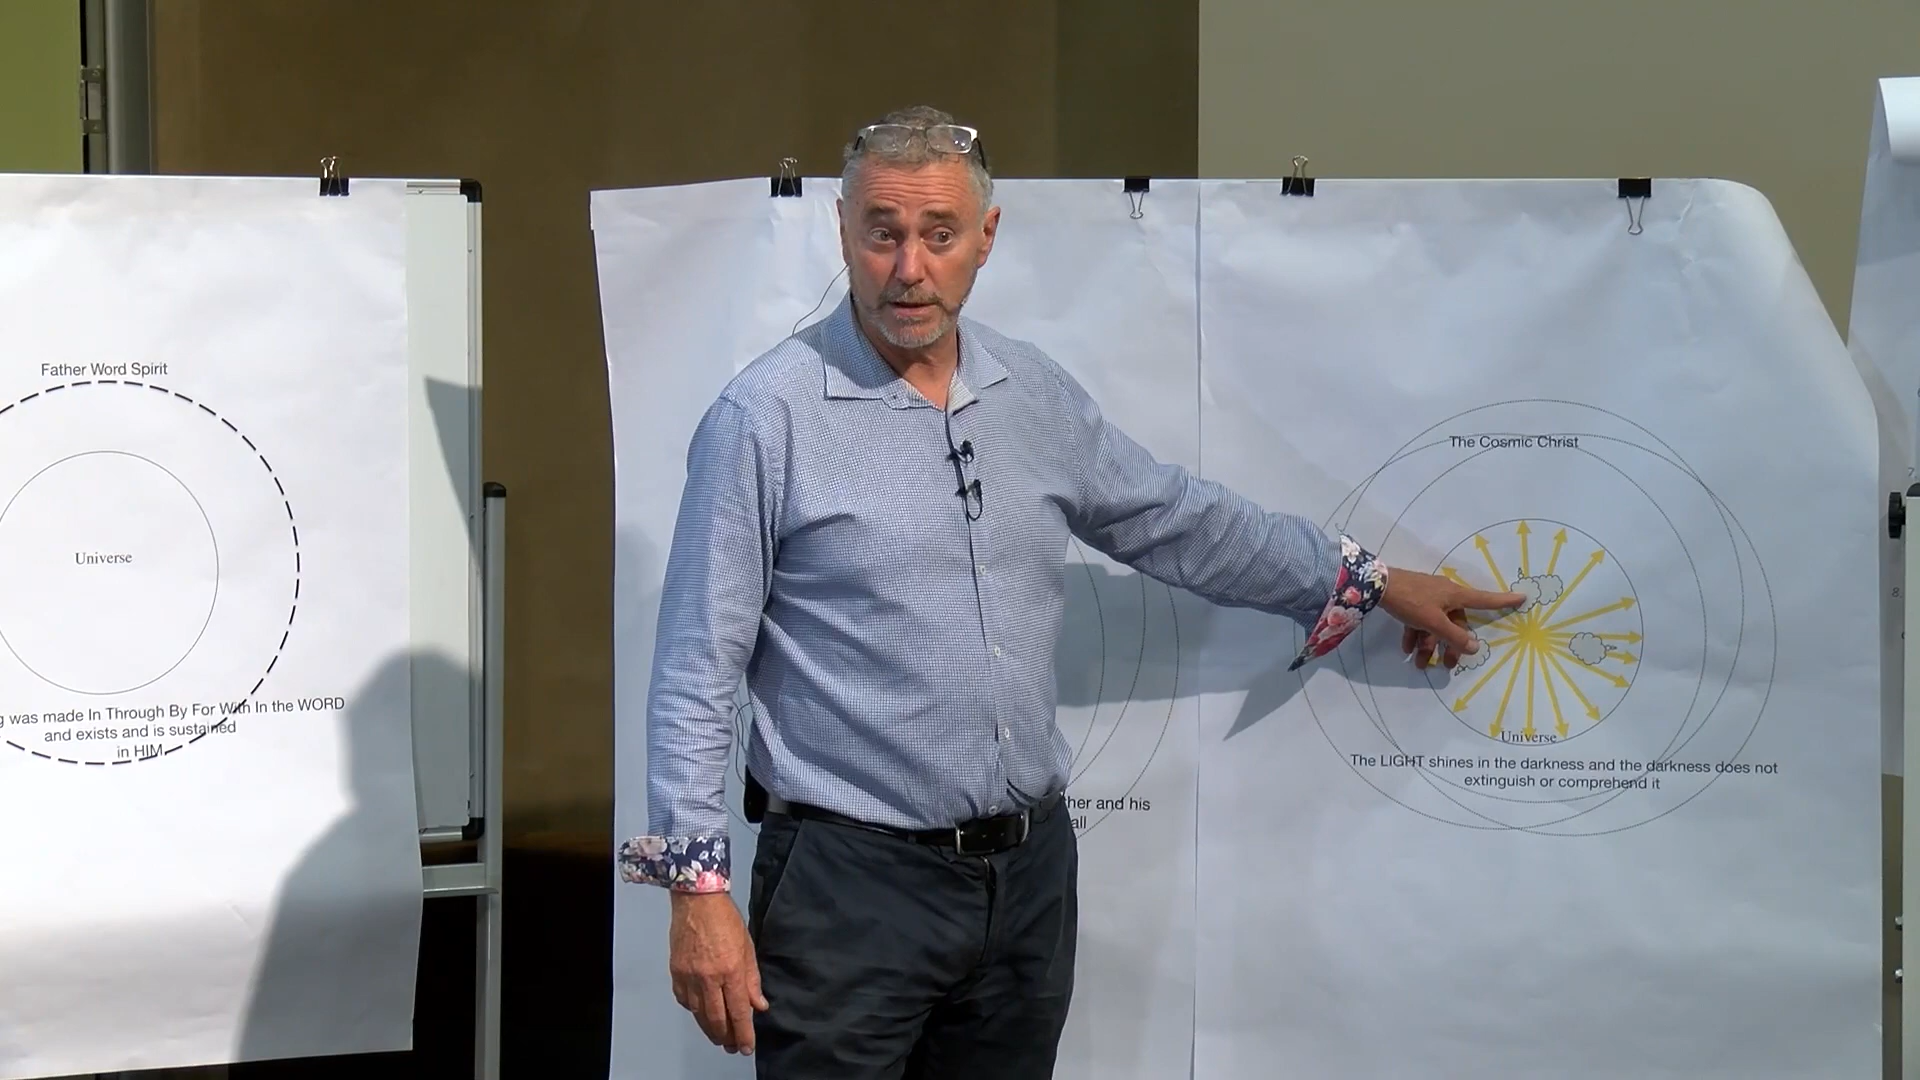 Father Word Spirit
Universe
was made In Through By For With In the WORD
and exists and is sustained
in HIM
her and his
all
The Cosmic Christ
Universe
The LIGHT shines in the darkness and the darkness does not
extinguish or comprehend it
8.